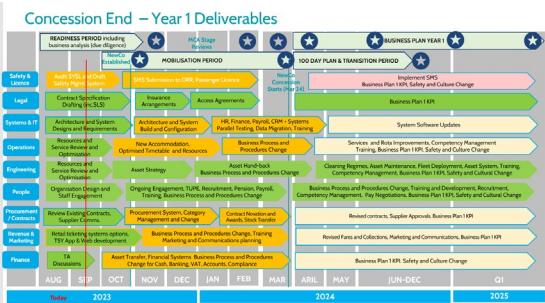 Concession End – Year 1 Deliverables
READINESS PERIOD including
business analysis (due diligence)
MCA Stage
Reviews
BUSINESS PLAN YEAR 1
NewCo
Established
MOBILISATION PERIOD
100 DAY PLAN & TRANISITION PERIOD
NewCo
Concession
Starts (Mar 24)
Safety &
Licence
Audit SYSL and Draft
Safety Mgmt System
SMS Submission to ORR, Passenger Licence
Implement SMS
Business Plan 1 KPI, Safety and Culture Change
Legal
Contract Specification
Drafting (inc.SLS)
Insurance
Arrangements
Access Agreements
Business Plan 1 KPI
Systems & IT
Architecture and System
Designs and Requirements
Architecture and System
Build and Configuration
HR, Finance, Payroll, CRM + Systems
Parallel Testing, Data Migration, Training
System Software Updates
Operations
Resources and
Service Review and
Optimisation
New Accommodation,
Optimised Timetable and Resources
Business Process and
Procedures Change
Services and Rota Improvements, Competency Management
Training, Business Plan 1 KPI, Safety and Culture Change
Engineering
Resources and
Service Review and
Optimisation
Asset Strategy
Asset Hand-back
Business Process and Procedures Change
Cleaning Regimes, Asset Maintenance, Fleet Deployment, Asset System, Training,
Competency Management, Business Plan 1 KPI, Safety and Cultural Change
People
Organisation Design and
Staff Engagement
Ongoing Engagement, TUPE, Recruitment, Pension, Payroll,
Training, Business Process and Procedures Change
Business Process and Procedures Change, Training and Development, Recruitment,
Competency Management, Pay Negotiations, Business Plan 1 KPI, Safety and Cultural Change
Procurement
/ Contracts
Review Existing Contracts,
Supplier Comms.
Procurement System, Category
Management and Change
Contract Novation and
Awards, Stock Transfer
Revised contracts, Supplier Approvals, Business Plan 1 KPI
Revenue &
Marketing
Retail ticketing systems options,
TSY App & Web development
Business Process and Procedures Change, Training
Marketing and Communications planning
Revised Fares and Collections, Marketing and Communications, Business Plan 1 KPI
Finance
TA
Discussions
Asset Transfer, Financial Systems Business Process and Procedures
Change for Cash, Banking, VAT, Accounts, Compliance
Business Plan 1 KPI, Safety and Culture Change
AUG
SEP
OCT
NOV
DEC
JAN
FEB
MAR
ARIL
MAY
JUN-DEC
Q1
Today
2023
2024
2025